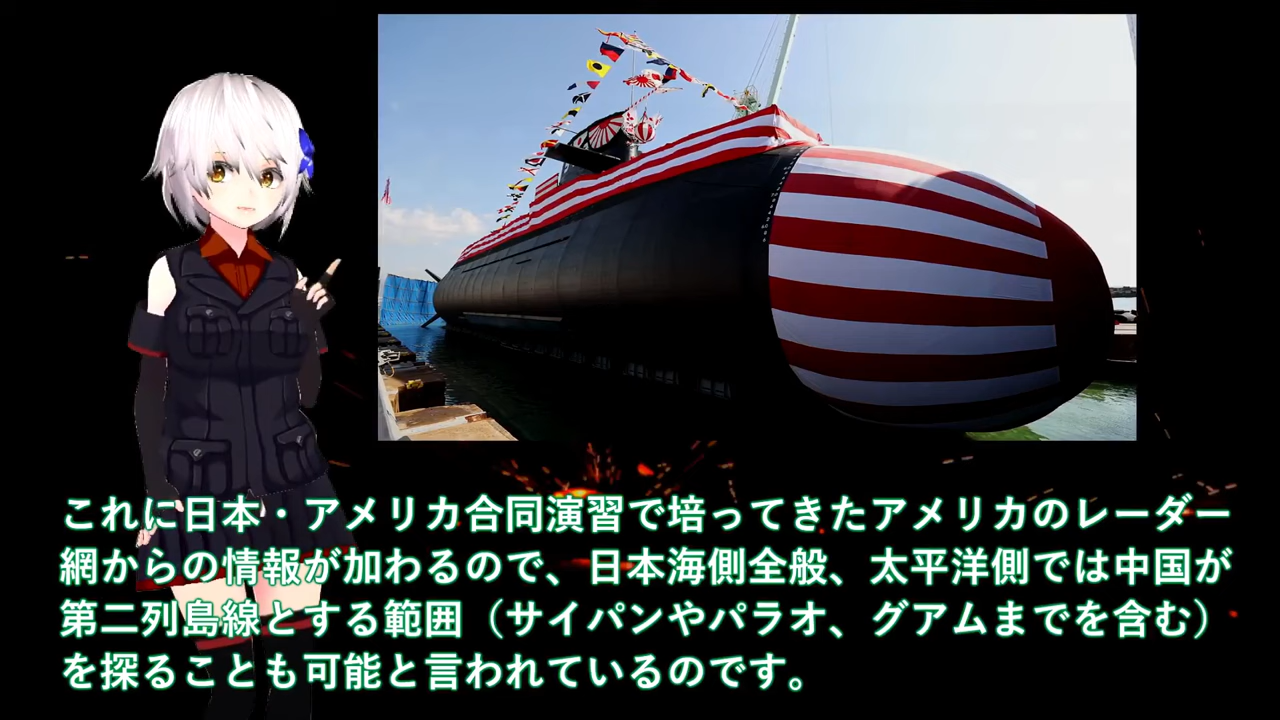 これに日本・アメリカ合同演習で培ってきたアメリカのレーダー
網からの情報が加わるので、日本海側全般、太平洋側では中国が
第二列島線とする範囲（サイパンやパラオ、グアムまでを含む）
を探ることも可能と言われているのです。